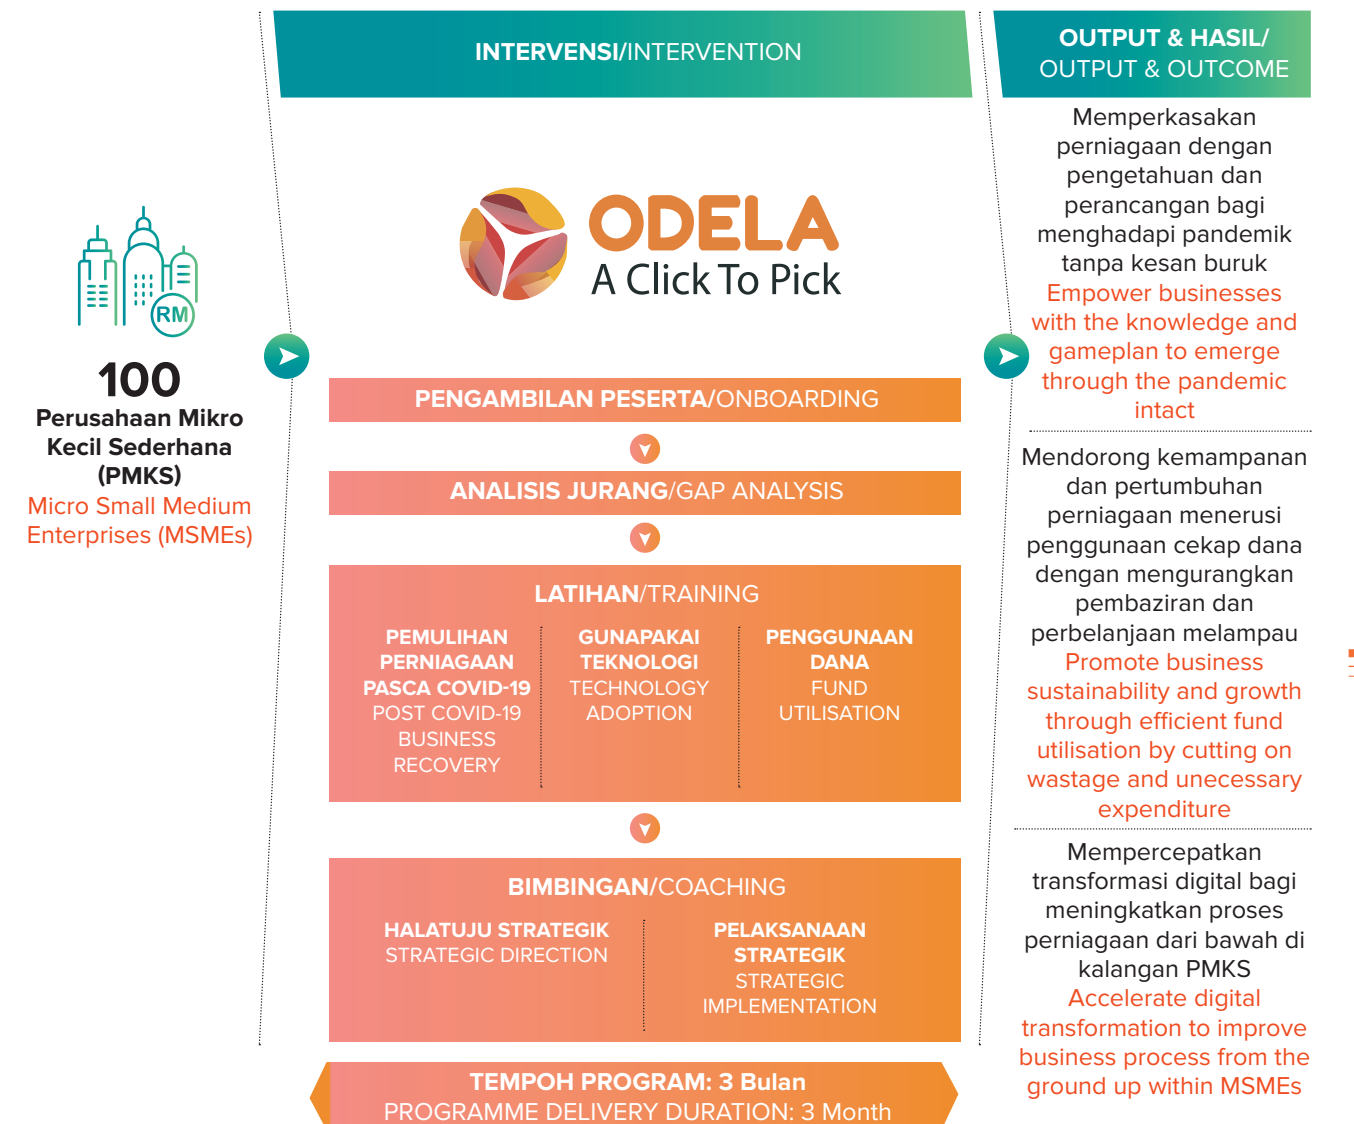 INTERVENSI/INTERVENTION
OUTPUT & HASIL/
OUTPUT & OUTCOME
RM
100
Perusahaan Mikro
Kecil Sederhana
(PMKS)
Micro Small Medium
Enterprises (MSMEs)
ODELA
A Click To Pick
PENGAMBILAN PESERTA/ONBOARDING
ANALISIS JURANG/GAP ANALYSIS
LATIHAN/TRAINING
PEMULIHAN
PERNIAGAAN
PASCA COVID-19
POST COVID-19
BUSINESS
RECOVERY
GUNAPAKAI
TEKNOLOGI
TECHNOLOGY
ADOPTION
PENGGUNAAN
DANA
FUND
UTILISATION
BIMBINGAN/COACHING
HALATUJU STRATEGIK
STRATEGIC DIRECTION
PELAKSANAAN
STRATEGIK
STRATEGIC
IMPLEMENTATION
TEMPOH PROGRAM: 3 Bulan
PROGRAMME DELIVERY DURATION: 3 Month
Memperkasakan
perniagaan dengan
pengetahuan dan
perancangan bagi
menghadapi pandemik
tanpa kesan buruk
Empower businesses
with the knowledge and
gameplan to emerge
through the pandemic
intact
Mendorong kemampanan
dan pertumbuhan
perniagaan menerusi
penggunaan cekap dana
dengan mengurangkan
pembaziran dan
perbelanjaan melampau
Promote business
sustainability and growth
through efficient fund
utilisation by cutting on
wastage and unecessary
expenditure
Mempercepatkan
transformasi digital bagi
meningkatkan proses
perniagaan dari bawah di
kalangan PMKS
Accelerate digital
transformation to improve
business process from the
ground up within MSMEs